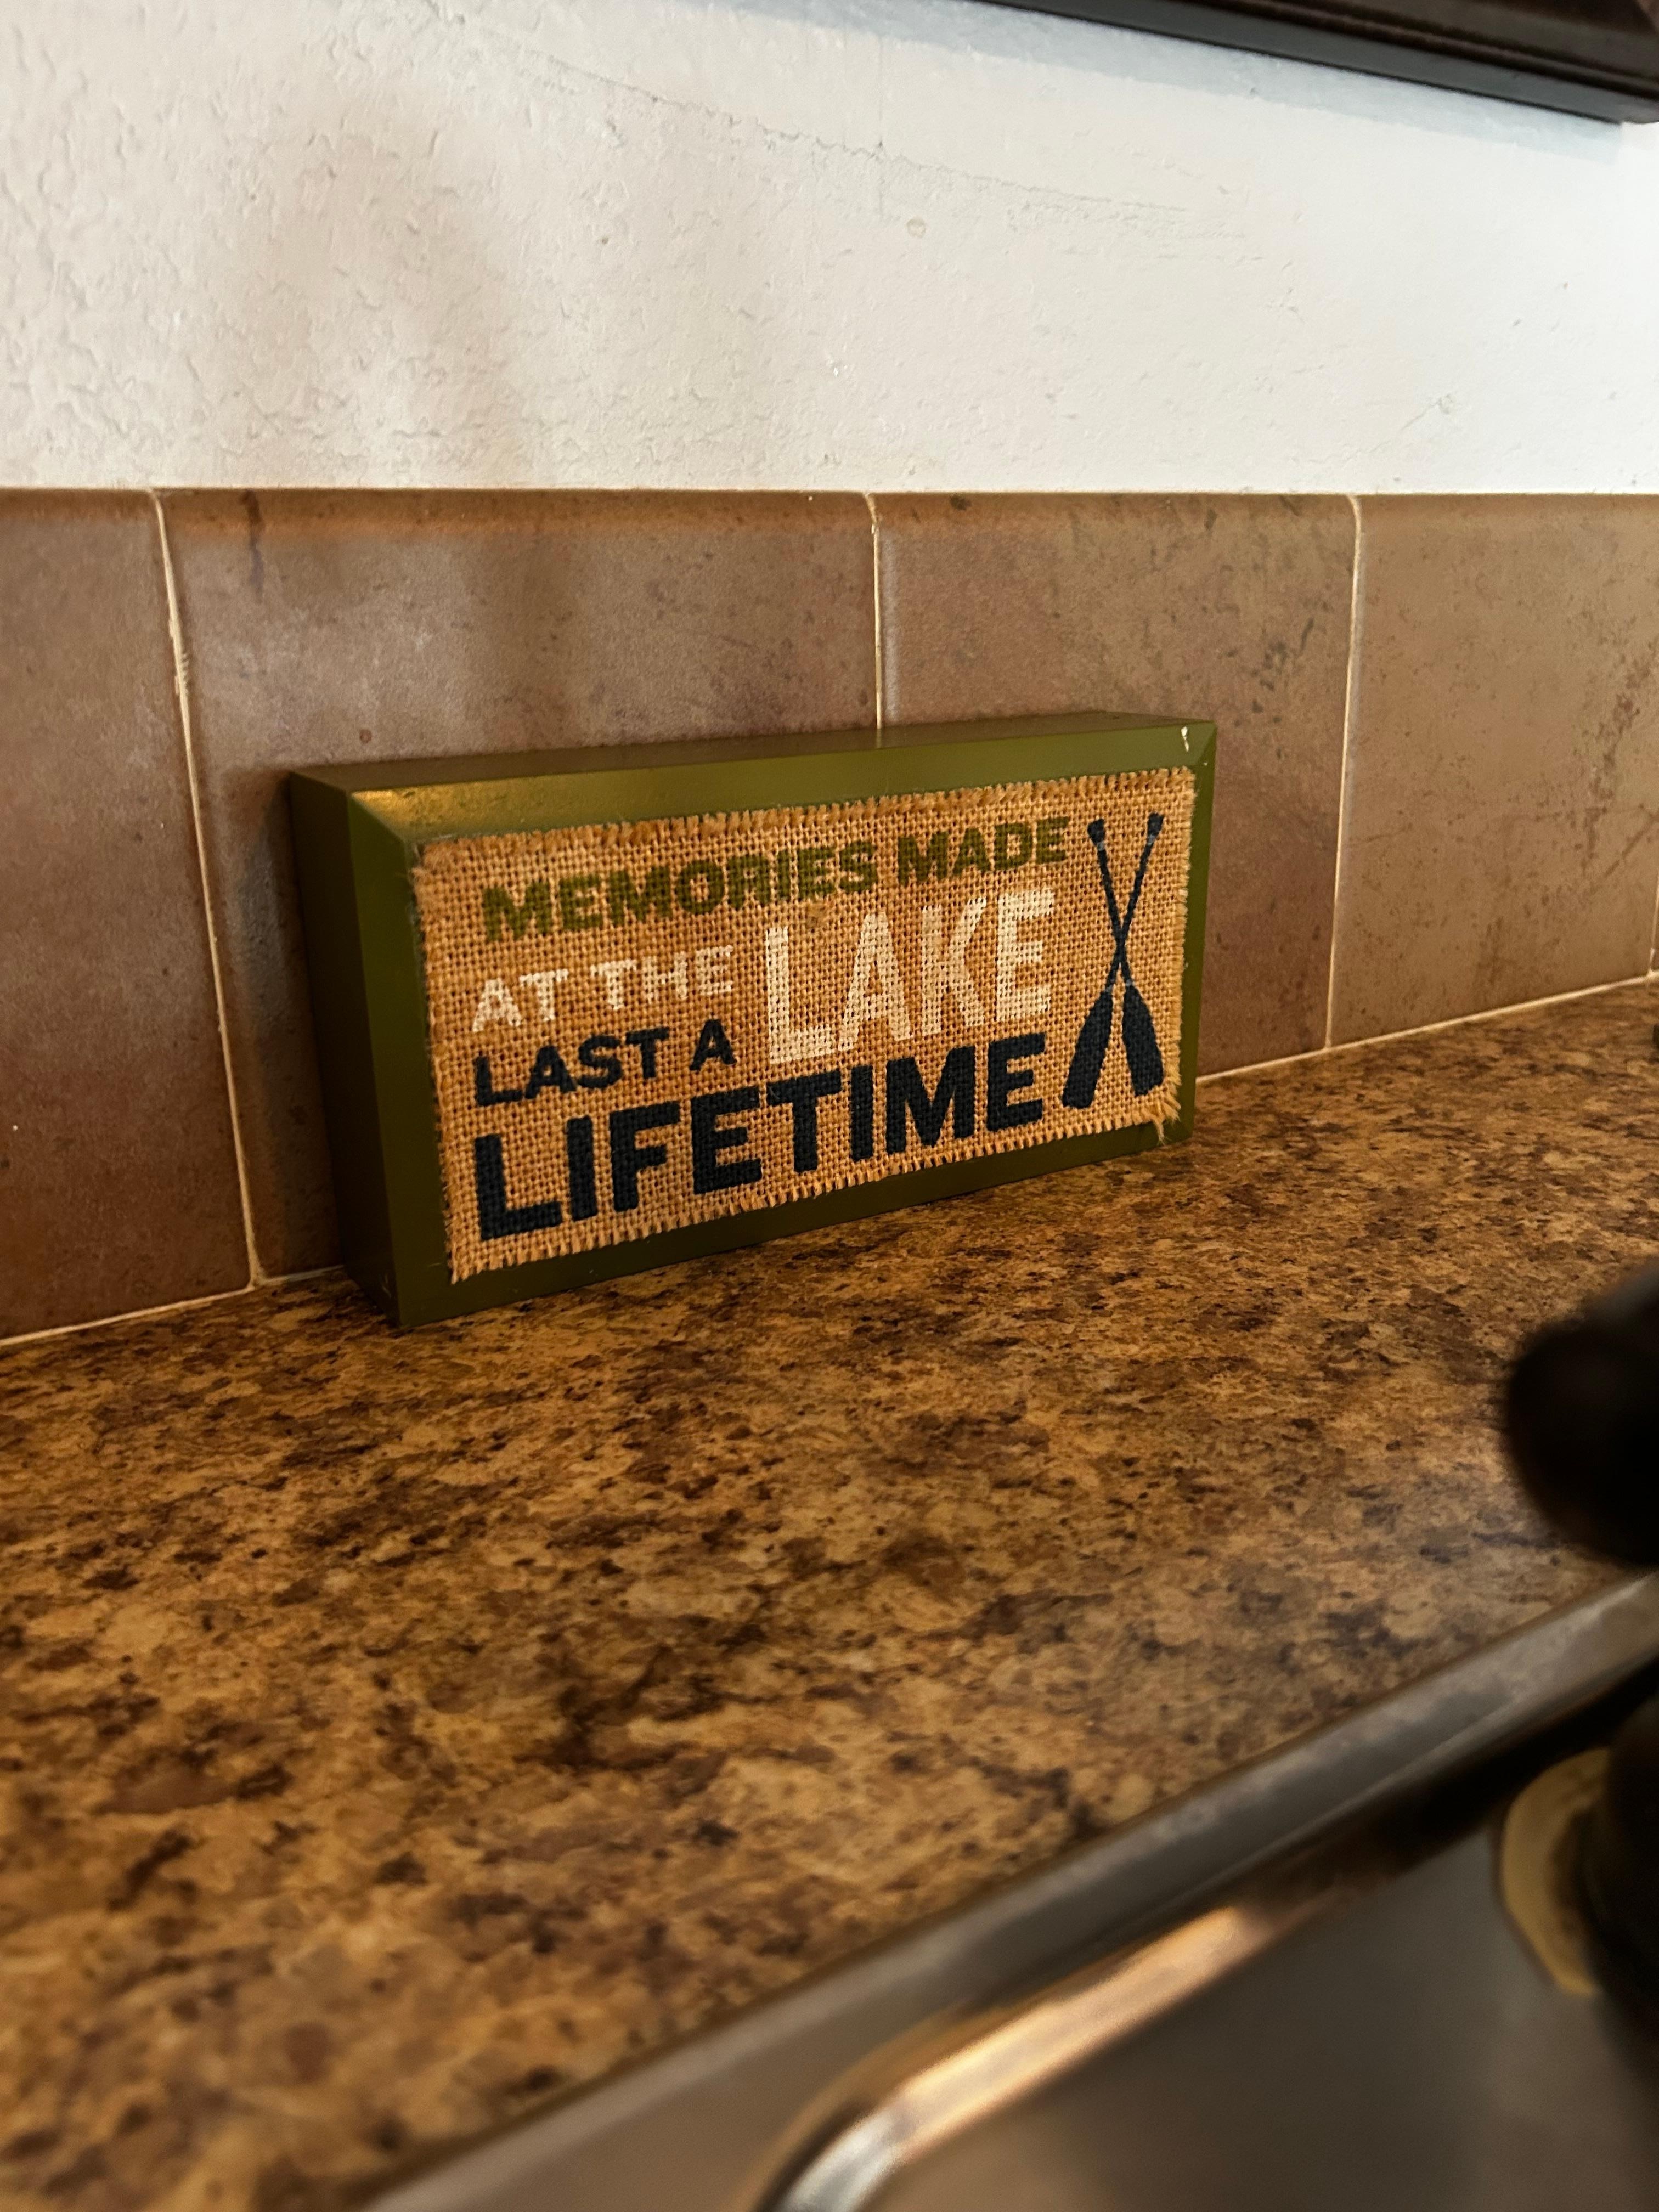 MEMORIES MADE
AT THE LAKE
LAST A
LIFETIME